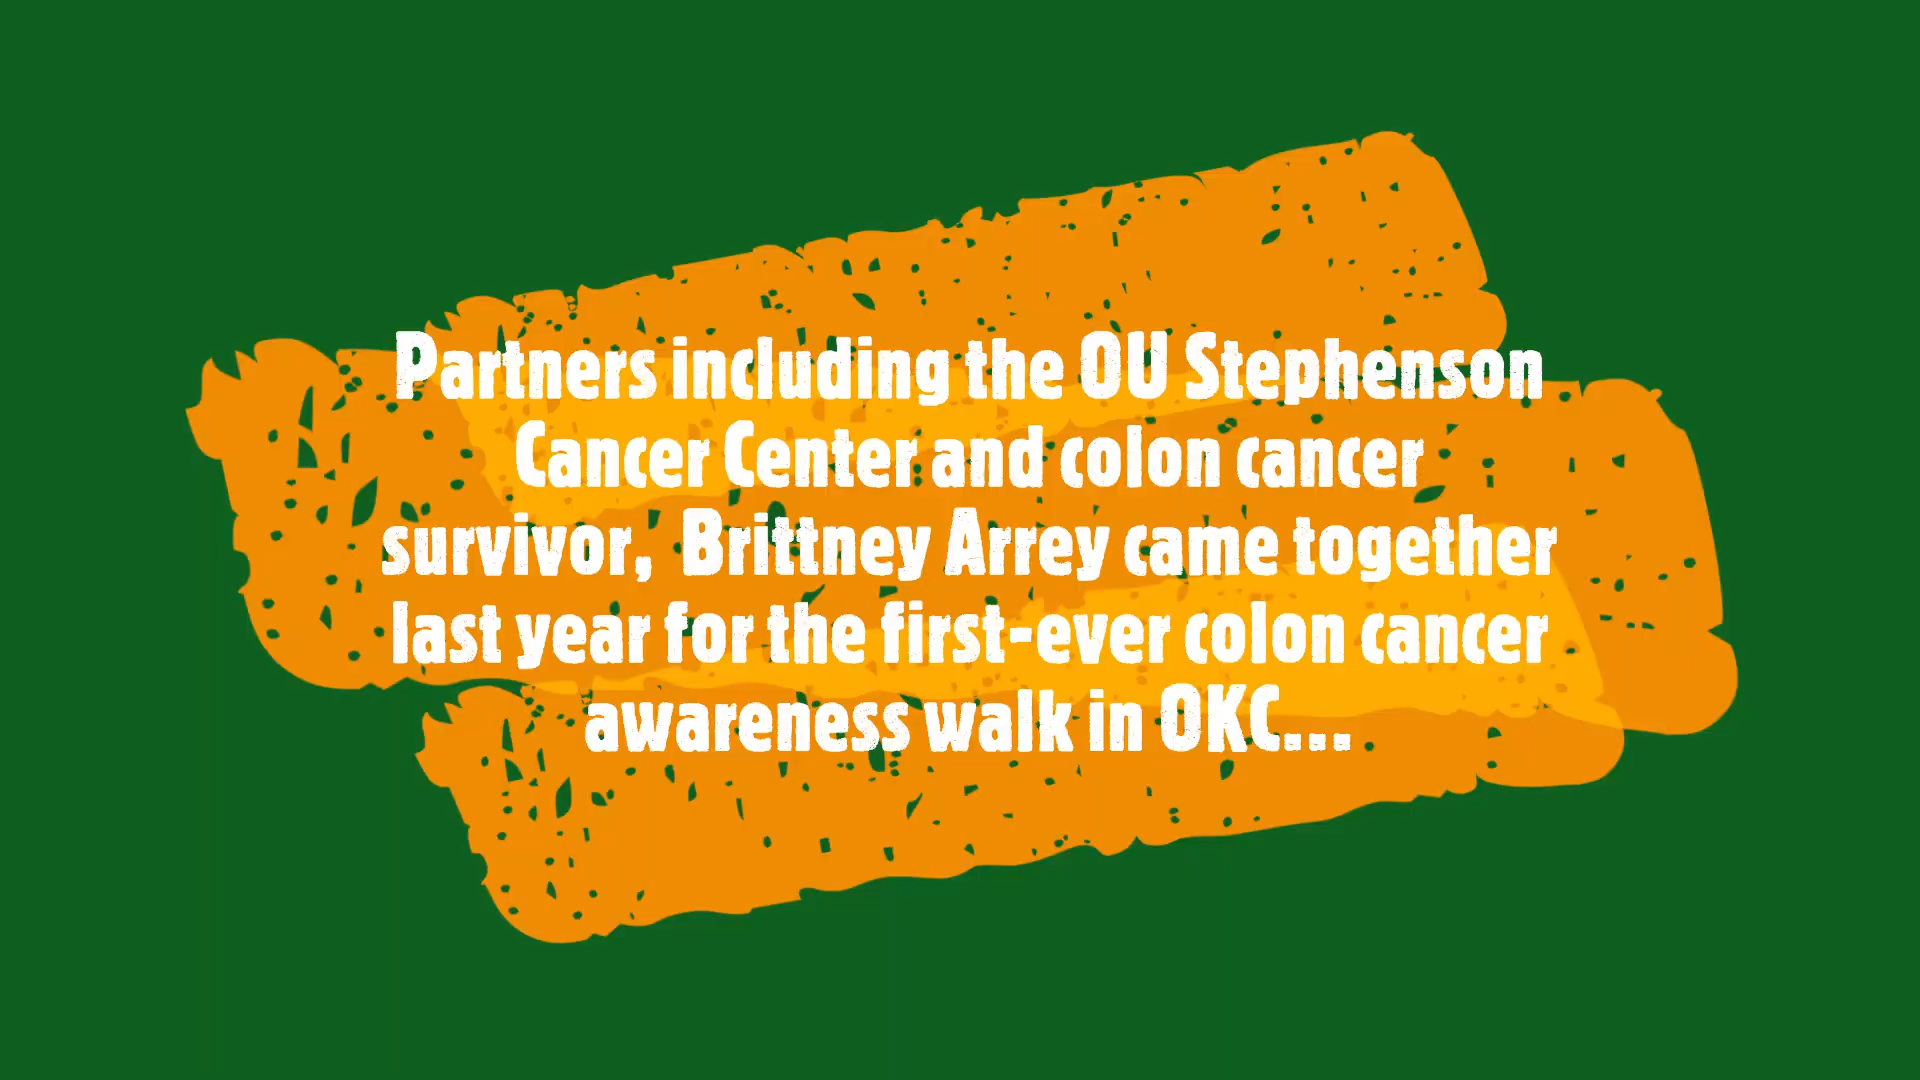 Partners including the OU Stephenson
Cancer Center and colon cancer
survivor, Brittney Arrey came together
last year for the first-ever colon cancer
awareness walk in OKC...